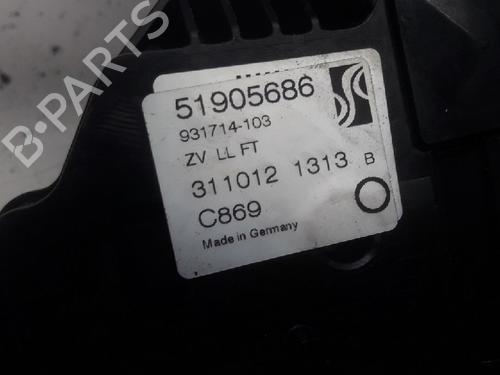 51905686
931714-103
ZV LL FT
311012 1313 B
C869
Made in Germany
B-PARTS